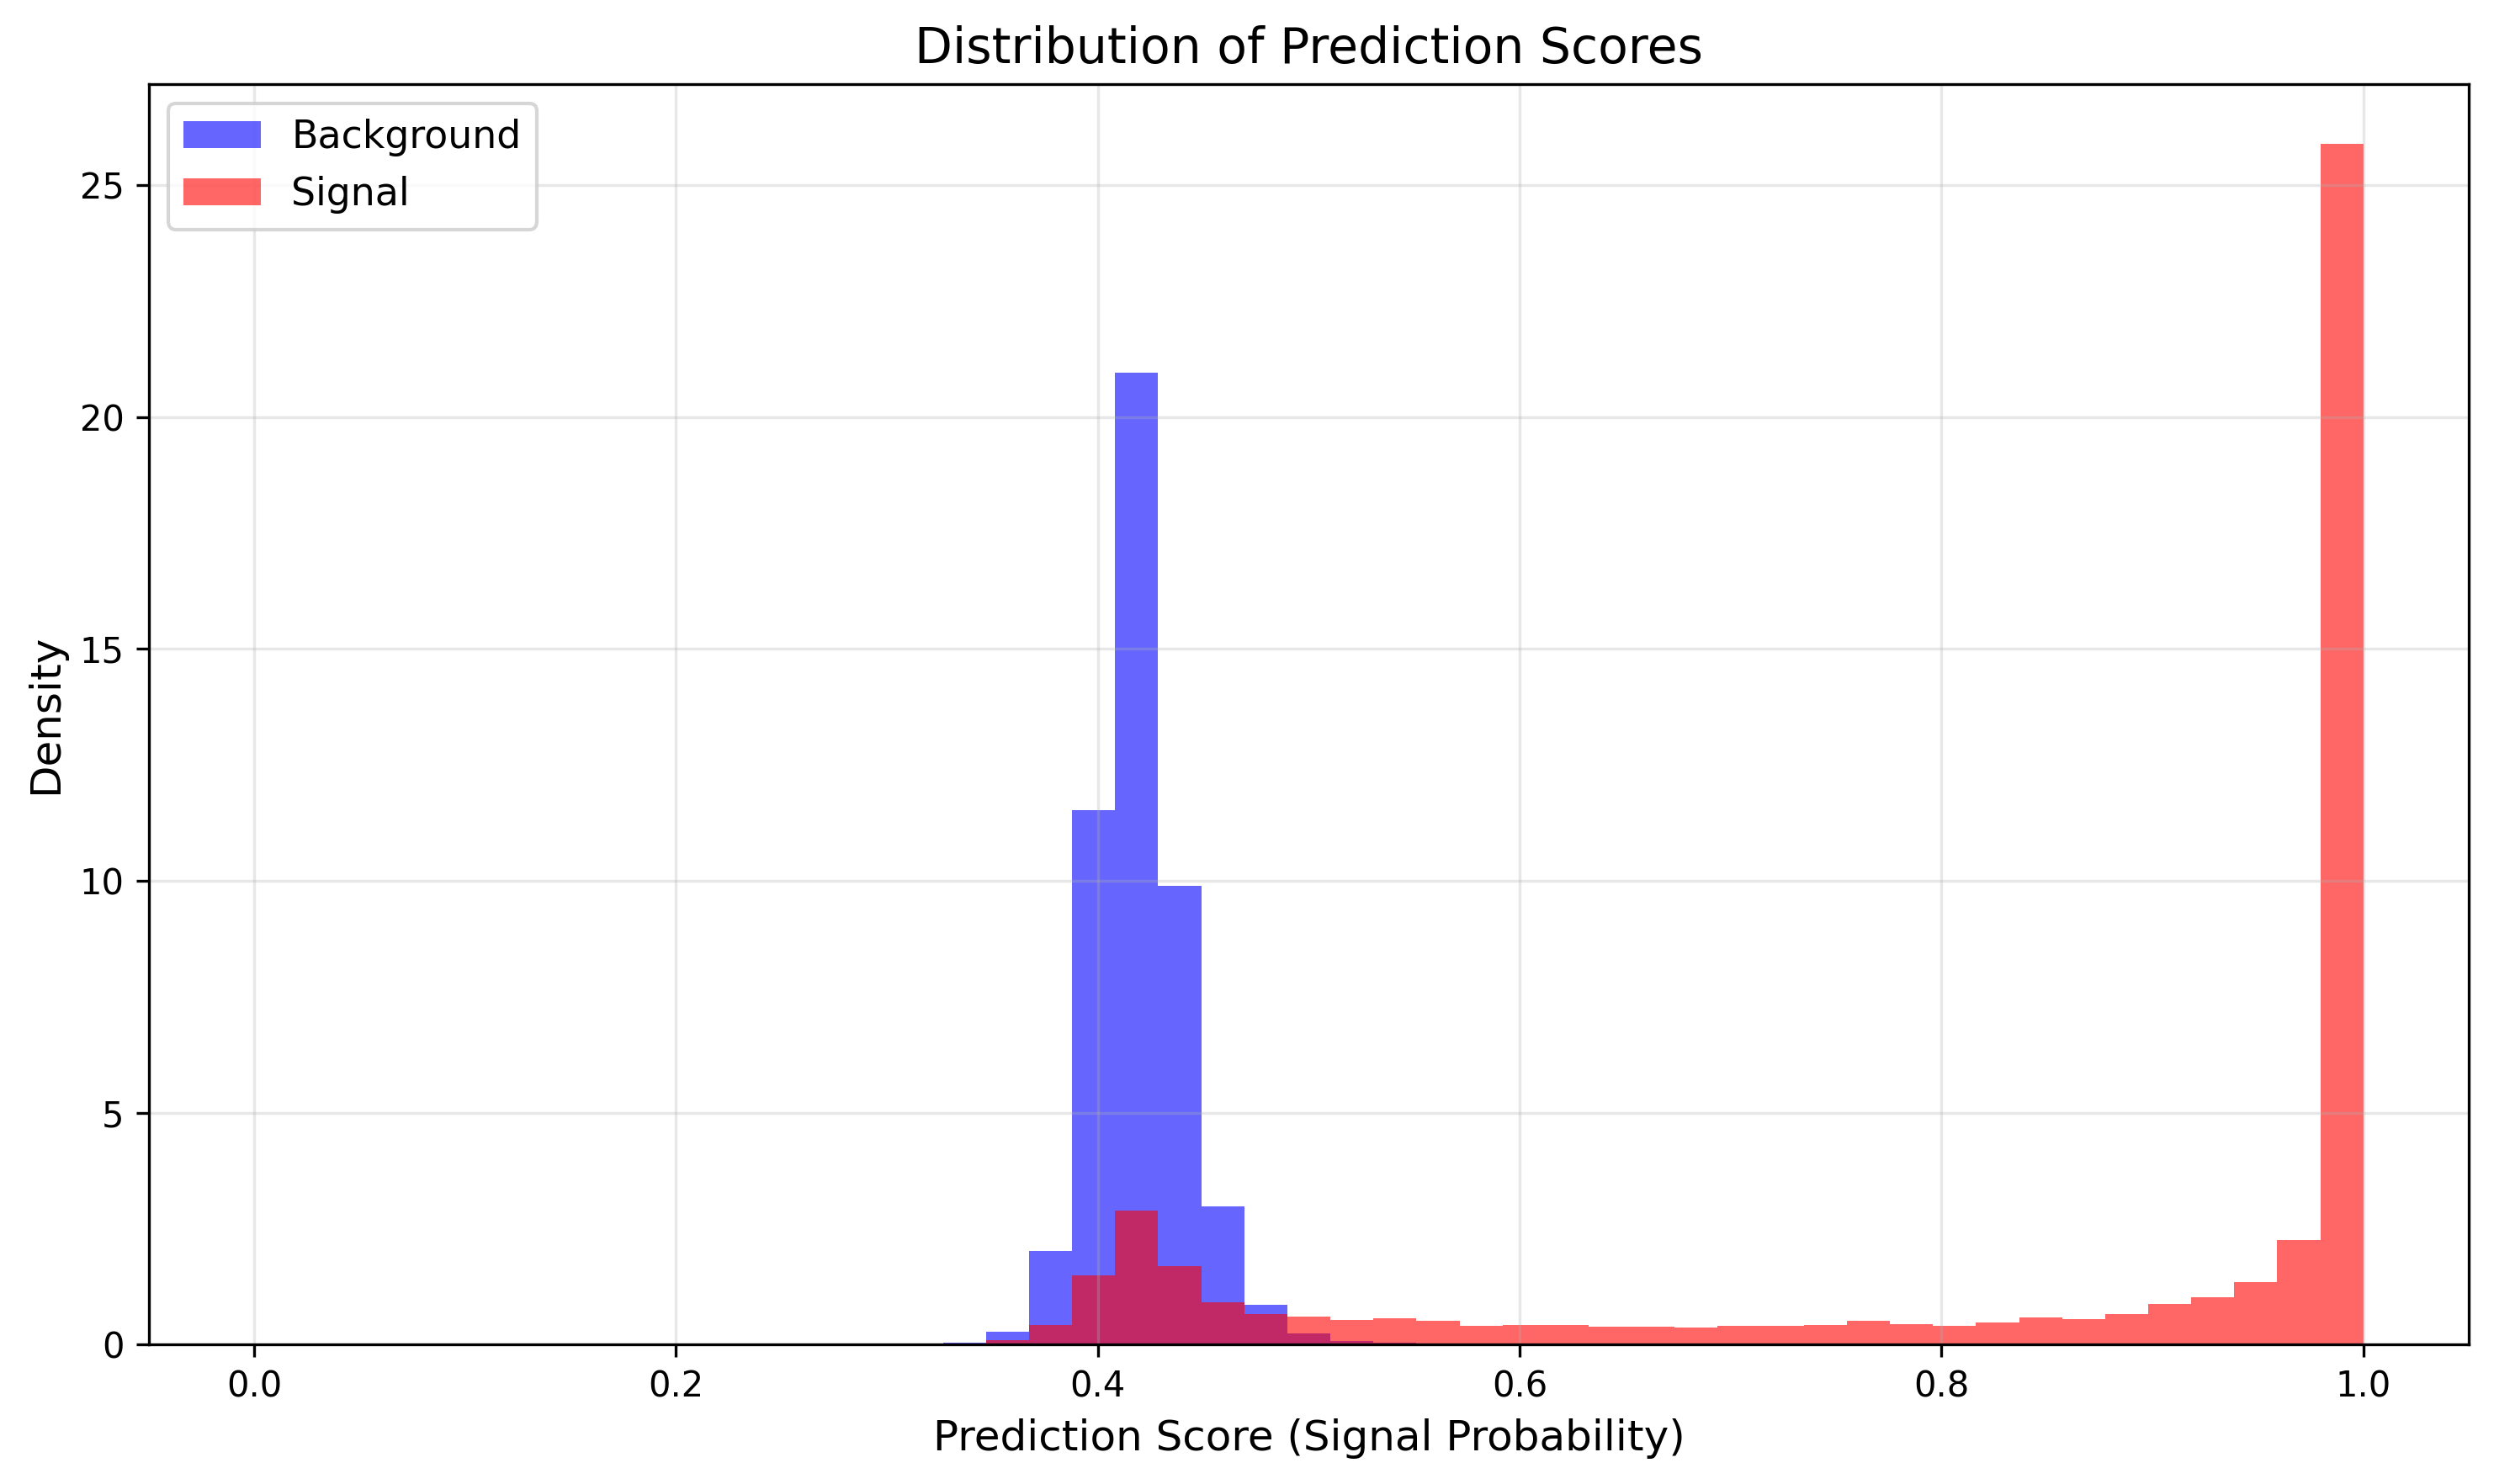 Distribution of Prediction Scores
Background
Signal
25
20
15
10
5
0
Density
0.0 0.2 0.4 0.6 0.8 1.0
Prediction Score (Signal Probability)